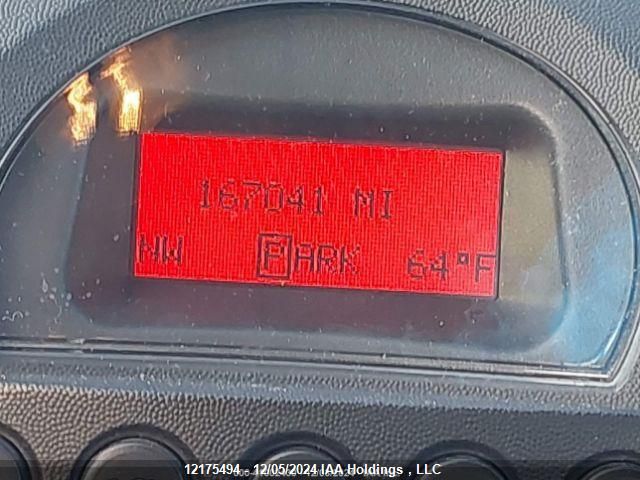 167041 MI
NW PARK 64°F
12175494 - 12/05/2024 IAA Holdings , LLC